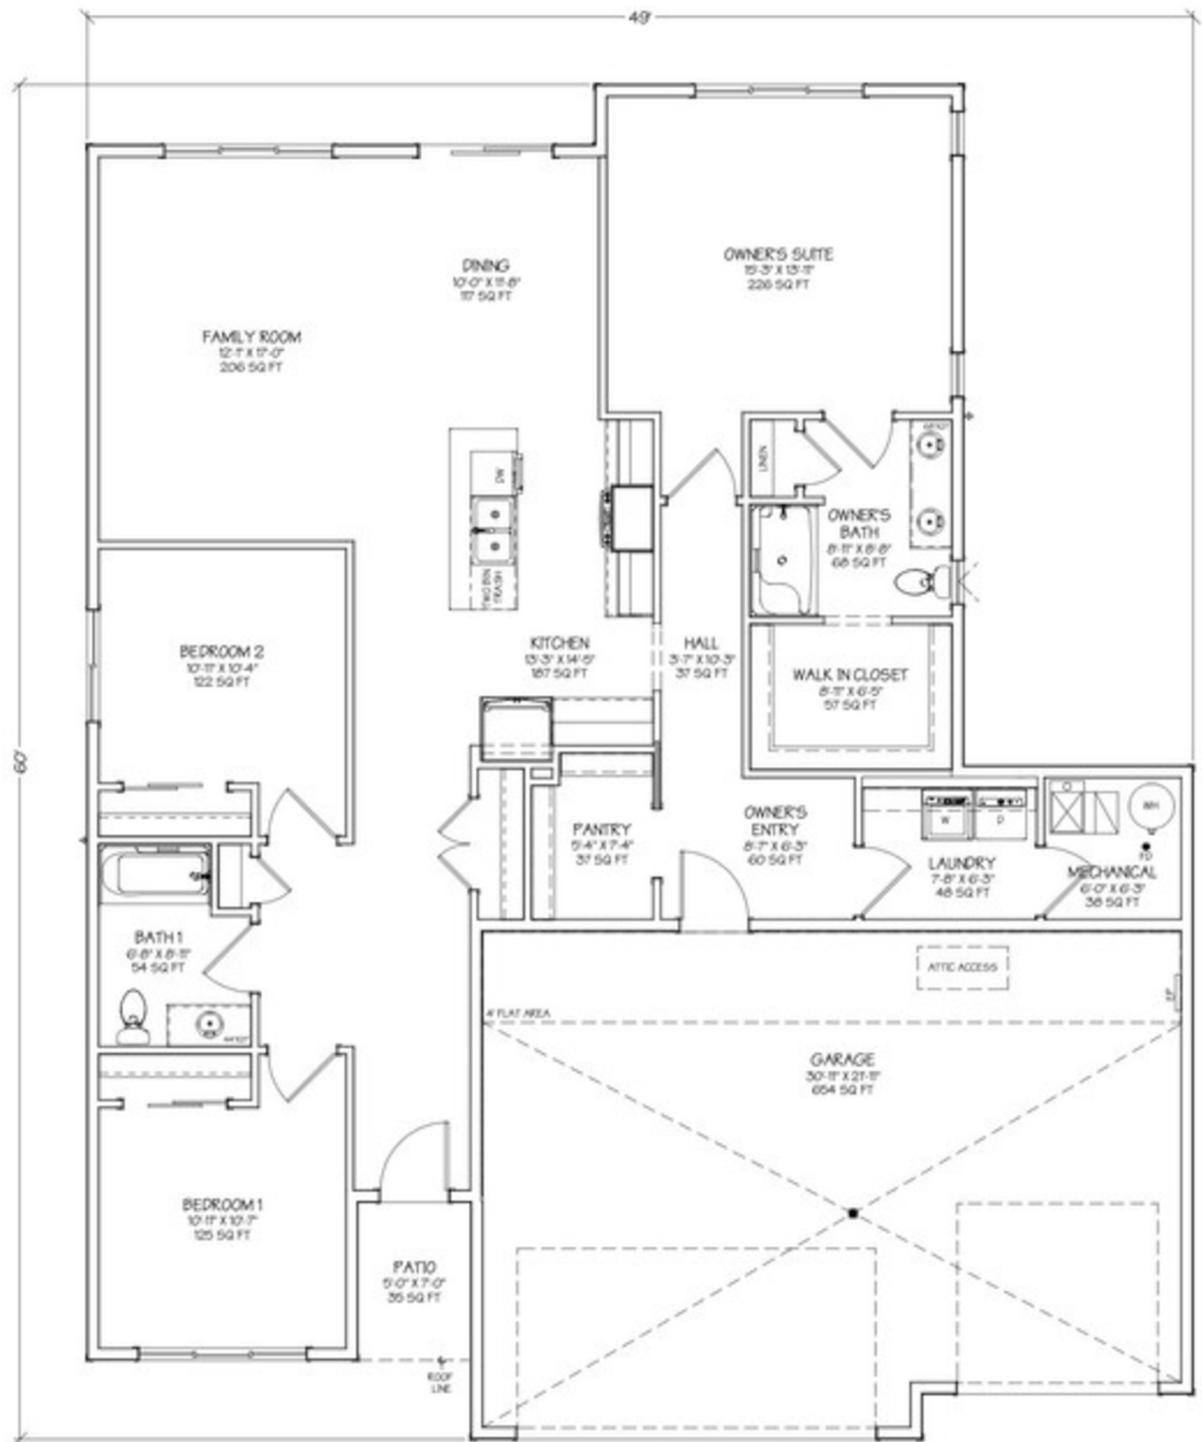 49'
60'
OWNER'S SUITE
15'-3" X 13'-11"
226 SQ FT
DINING
10'-0" X 11'-8"
117 SQ FT
FAMILY ROOM
12'-1" X 17'-0"
206 SQ FT
LINEN
DW
OWNER'S
BATH
8'-11" X 8'-8"
68 SQ FT
TWO BIN
TRASH
KITCHEN
13'-3" X 14'-5"
187 SQ FT
HALL
3'-7" X 10'-3"
37 SQ FT
BEDROOM 2
10'-11" X 10'-4"
122 SQ FT
WALK IN CLOSET
8'-11" X 6'-5"
57 SQ FT
PANTRY
5'-4" X 7'-4"
37 SQ FT
OWNER'S
ENTRY
8'-7" X 6'-3"
60 SQ FT
W
D
WH
FD
LAUNDRY
7'-8" X 6'-3"
48 SQ FT
MECHANICAL
6'-0" X 6'-3"
38 SQ FT
BATH 1
6'-8" X 8'-11"
54 SQ FT
ATTIC ACCESS
EP
4' FLAT AREA
GARAGE
30'-11" X 21'-11"
654 SQ FT
BEDROOM 1
10'-11" X 10'-7"
125 SQ FT
PATIO
5'-0" X 7'-0"
35 SQ FT
ROOF
LINE